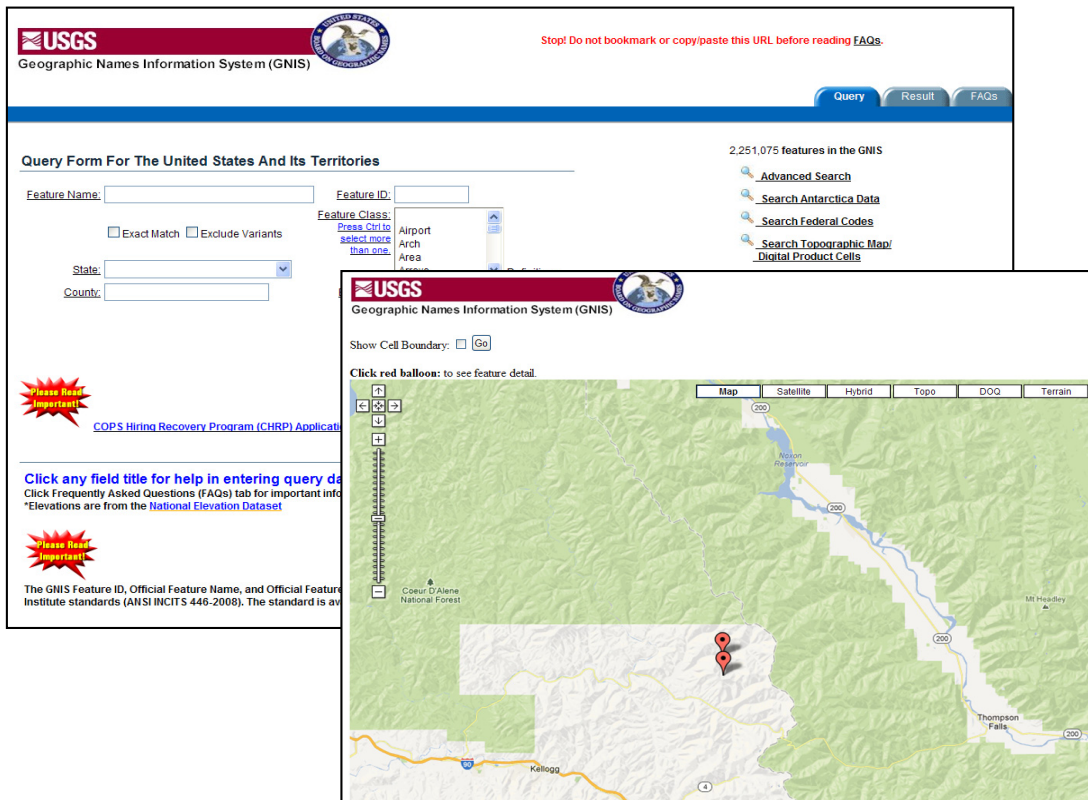 USGS
Geographic Names Information System (GNIS)
UNITED STATES
BOARD ON GEOGRAPHIC NAMES
Stop! Do not bookmark or copy/paste this URL before reading FAQs.
Query
Result
FAQs
Query Form For The United States And Its Territories
2,251,075 features in the GNIS
Advanced Search
Search Antarctica Data
Search Federal Codes
Search Topographic Map/
Digital Product Cells
Feature Name:
Feature ID:
Exact Match
Exclude Variants
Feature Class:
Press Ctrl to
select more
than one.
Airport
Arch
Area
State:
County:
Please Read
Important!
COPS Hiring Recovery Program (CHRP)
Click any field title for help in entering query
Click Frequently Asked Questions (FAQs) tab for important
*Elevations are from the National Elevation Dataset
Please Read
Important!
The GNIS Feature ID, Official Feature Name, and Official Feature
Institute standards (ANSI INCITS 446-2008). The standard is
USGS
Geographic Names Information System (GNIS)
Show Cell Boundary:
Go
Click red balloon: to see feature detail.
Map
Satellite
Hybrid
Topo
DOQ
Terrain
200
Noxon
Reservoir
200
Coeur D'Alene
National Forest
Mt Headley
200
Thompson
Falls
200
90
Kellogg
4